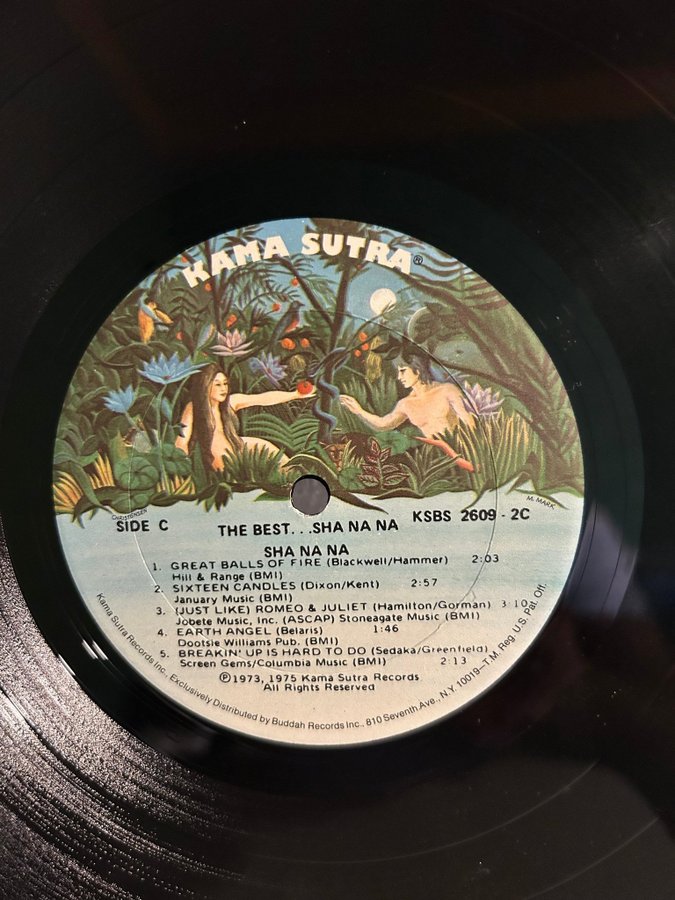 KAMA SUTRA®
CHRISTENSEN
M. MARK
SIDE C
THE BEST...SHA NA NA
KSBS 2609 - 2C
SHA NA NA
1. GREAT BALLS OF FIRE (Blackwell/Hammer) 2:03
Hill & Range (BMI)
2. SIXTEEN CANDLES (Dixon/Kent) 2:57
January Music (BMI)
3. (JUST LIKE) ROMEO & JULIET (Hamilton/Gorman) 3:10
Jobete Music, Inc. (ASCAP) Stoneagate Music (BMI)
4. EARTH ANGEL (Belaris) 1:46
Dootsie Williams Pub. (BMI)
5. BREAKIN' UP IS HARD TO DO (Sedaka/Greenfield)
Screen Gems/Columbia Music (BMI) 2:13
Ⓟ1973, 1975 Kama Sutra Records
All Rights Reserved
Kama Sutra Records Inc., Exclusively Distributed by Buddah Records Inc., 810 Seventh Ave., N.Y. 10019-T.M. Reg. U.S. Pat. Off.